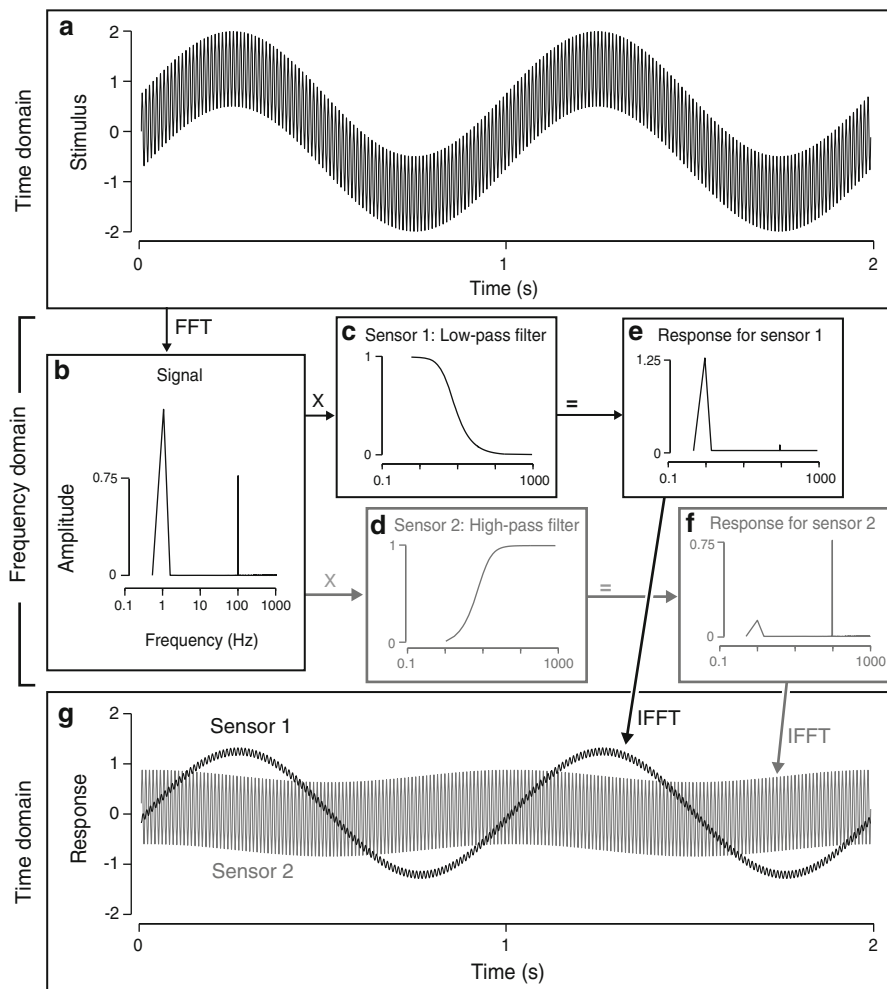 Time domain
a
Stimulus
2
1
0
-1
-2
0
1
2
Time (s)
Frequency domain
FFT
b
Signal
0.75
0
Amplitude
0.1
1
10
100
1000
Frequency (Hz)
X
c Sensor 1: Low-pass filter
1
0
0.1
1000
=
e Response for sensor 1
1.25
0
0.1
1000
X
d Sensor 2: High-pass filter
1
0
0.1
1000
=
f Response for sensor 2
0.75
0
0.1
1000
IFFT
IFFT
Time domain
g
Response
2
1
0
-1
-2
Sensor 1
Sensor 2
0
1
2
Time (s)